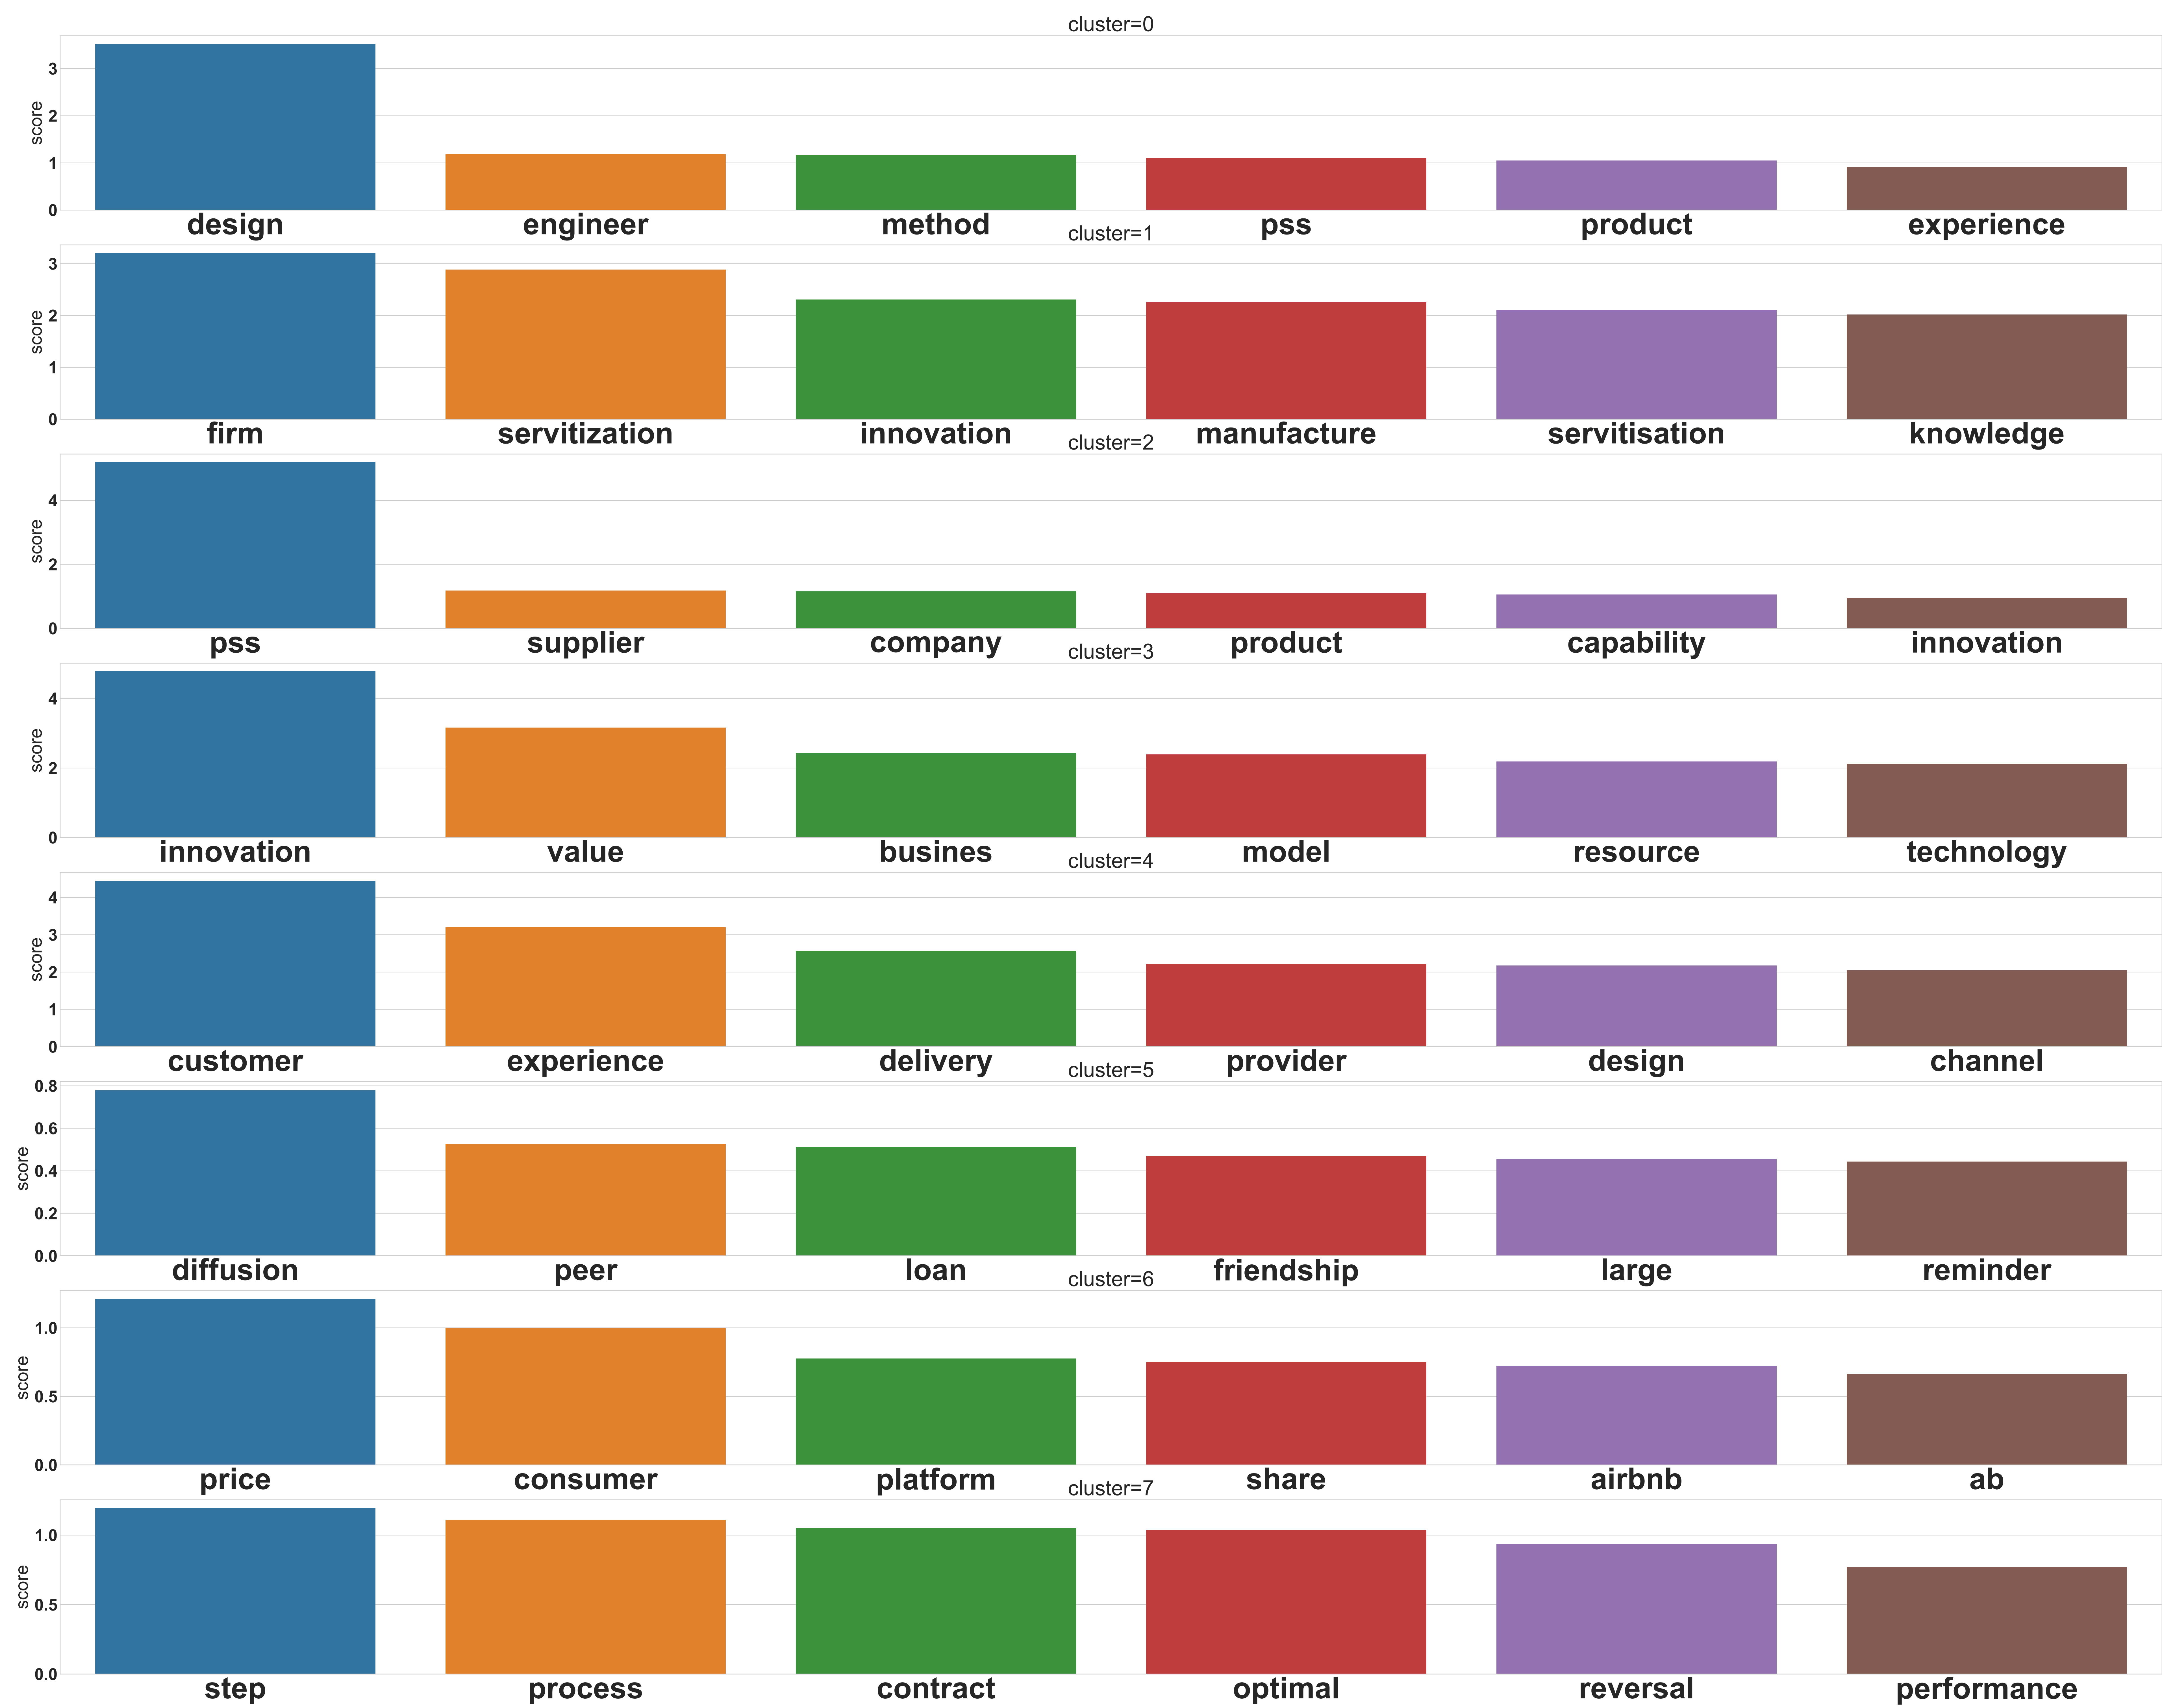 cluster=0
score
3
2
1
0
design engineer method pss product experience
cluster=1
score
3
2
1
0
firm servitization innovation manufacture servitisation knowledge
cluster=2
score
4
2
0
pss supplier company product capability innovation
cluster=3
score
4
2
0
innovation value busines model resource technology
cluster=4
score
4
3
2
1
0
customer experience delivery provider design channel
cluster=5
score
0.8
0.6
0.4
0.2
0.0
diffusion peer loan friendship large reminder
cluster=6
score
1.0
0.5
0.0
price consumer platform share airbnb ab
cluster=7
score
1.0
0.5
0.0
step process contract optimal reversal performance